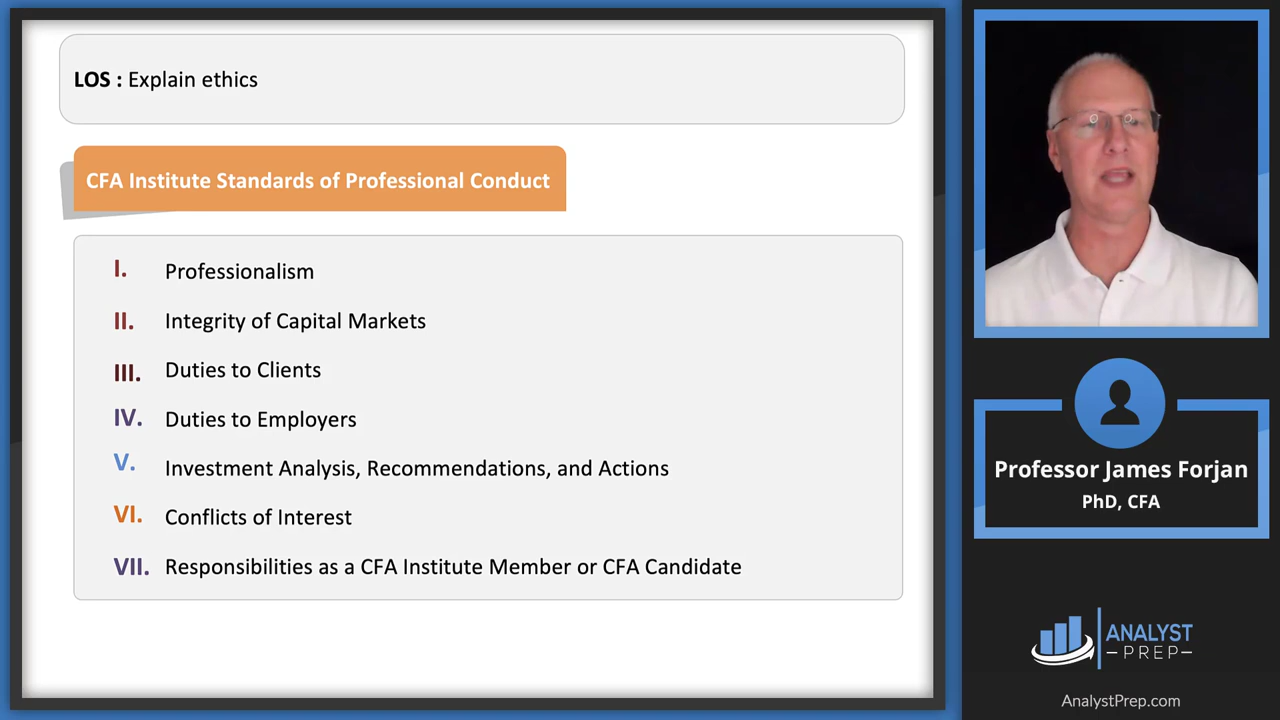 LOS : Explain ethics
CFA Institute Standards of Professional Conduct
I. Professionalism
II. Integrity of Capital Markets
III. Duties to Clients
IV. Duties to Employers
V. Investment Analysis, Recommendations, and Actions
VI. Conflicts of Interest
VII. Responsibilities as a CFA Institute Member or CFA Candidate
Professor James Forjan
PhD, CFA
ANALYST
–PREP–
AnalystPrep.com